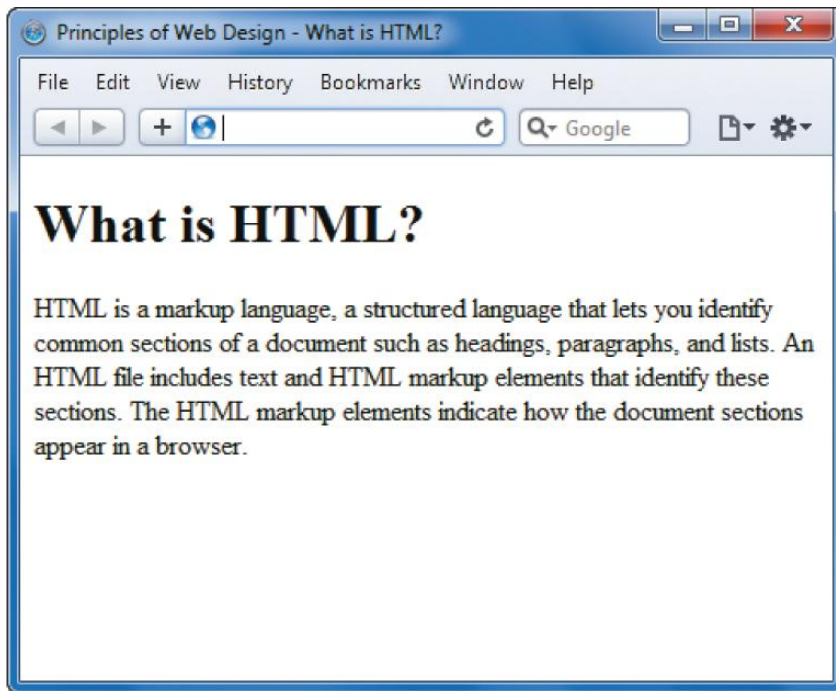 Principles of Web Design - What is HTML?
File Edit View History Bookmarks Window Help
Google
What is HTML?
HTML is a markup language, a structured language that lets you identify
common sections of a document such as headings, paragraphs, and lists. An
HTML file includes text and HTML markup elements that identify these
sections. The HTML markup elements indicate how the document sections
appear in a browser.